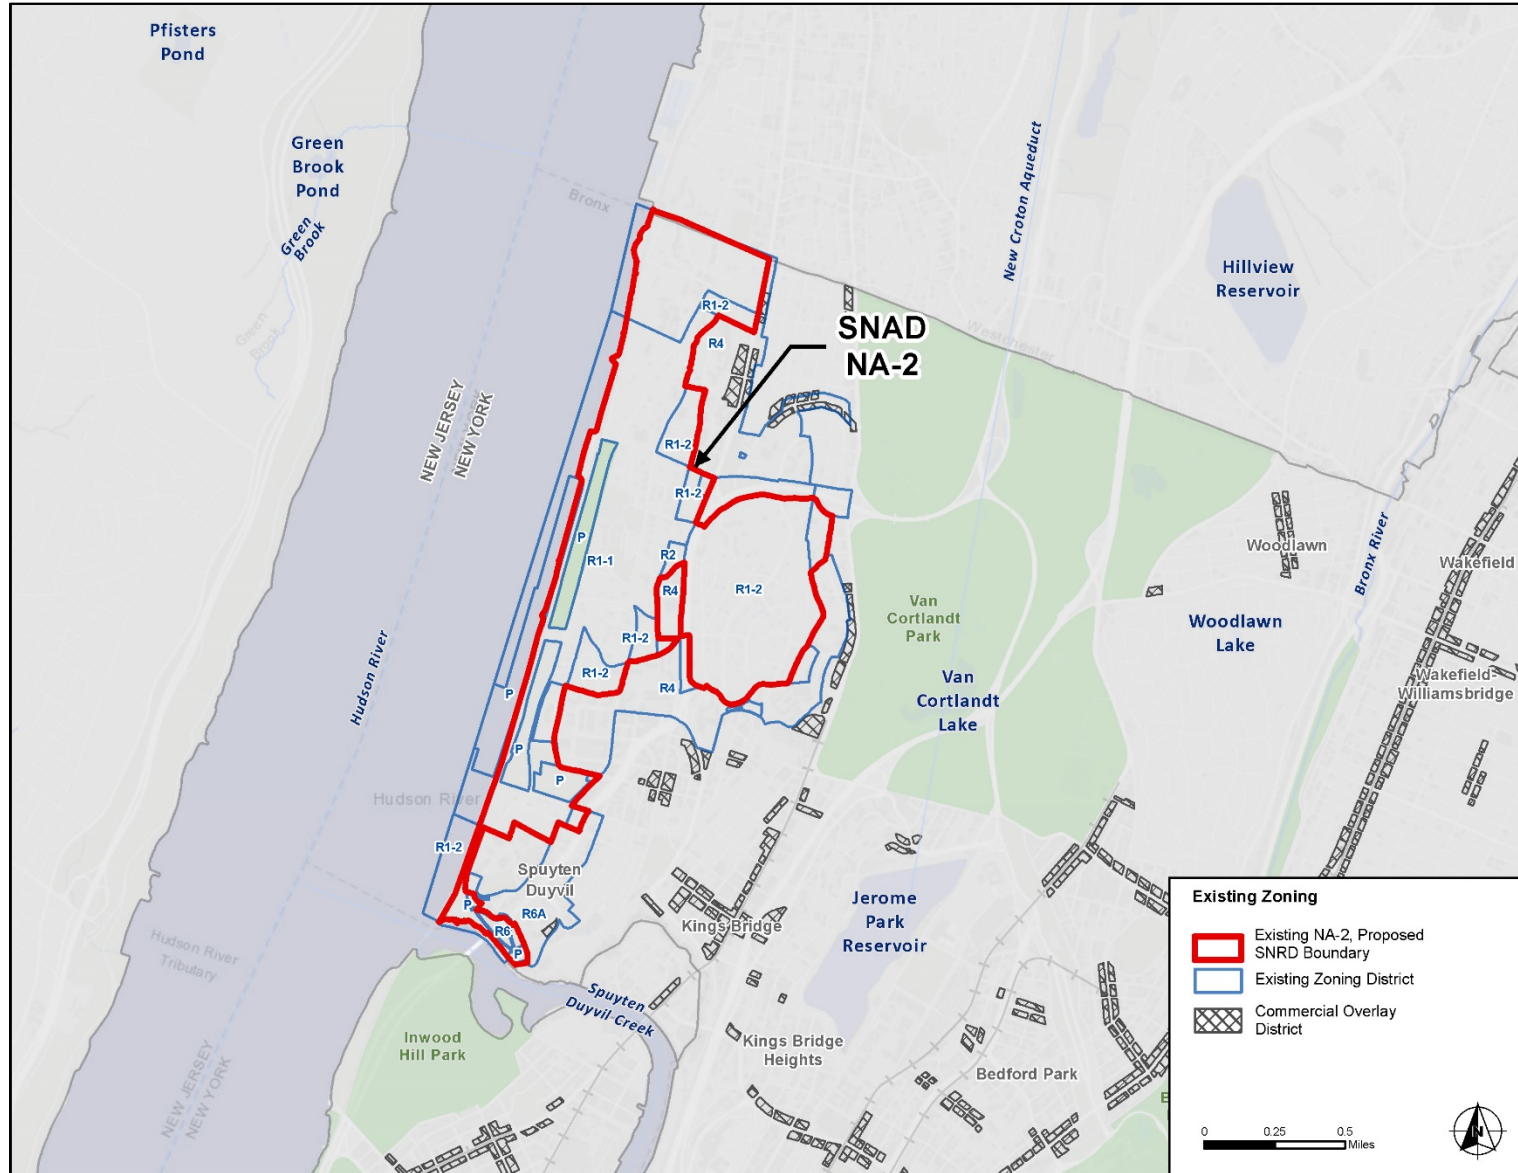 Pfisters
Pond
Green
Brook
Pond
Green
Brook
Green
Brook
Bronx
New Croton Aqueduct
Hillview
Reservoir
Westchester
R1-2
R4
SNAD
NA-2
NEW JERSEY
NEW YORK
R1-2
R1-2
P
R1-1
R2
R4
R1-2
Woodlawn
Bronx River
Wakefield
Van
Cortlandt
Park
Woodlawn
Lake
Hudson River
R1-2
R1-2
R4
P
Van
Cortlandt
Lake
Wakefield-
Williamsbridge
P
P
Hudson River
R1-2
Spuyten
Duyvil
P
R6A
R6
P
Kings Bridge
Jerome
Park
Reservoir
Hudson River
Tributary
Spuyten
Duyvil Creek
Inwood
Hill Park
Kings Bridge
Heights
Bedford Park
NEW JERSEY
NEW YORK
Existing Zoning
Existing NA-2, Proposed
SNRD Boundary
Existing Zoning District
Commercial Overlay
District
0 0.25 0.5
Miles
N